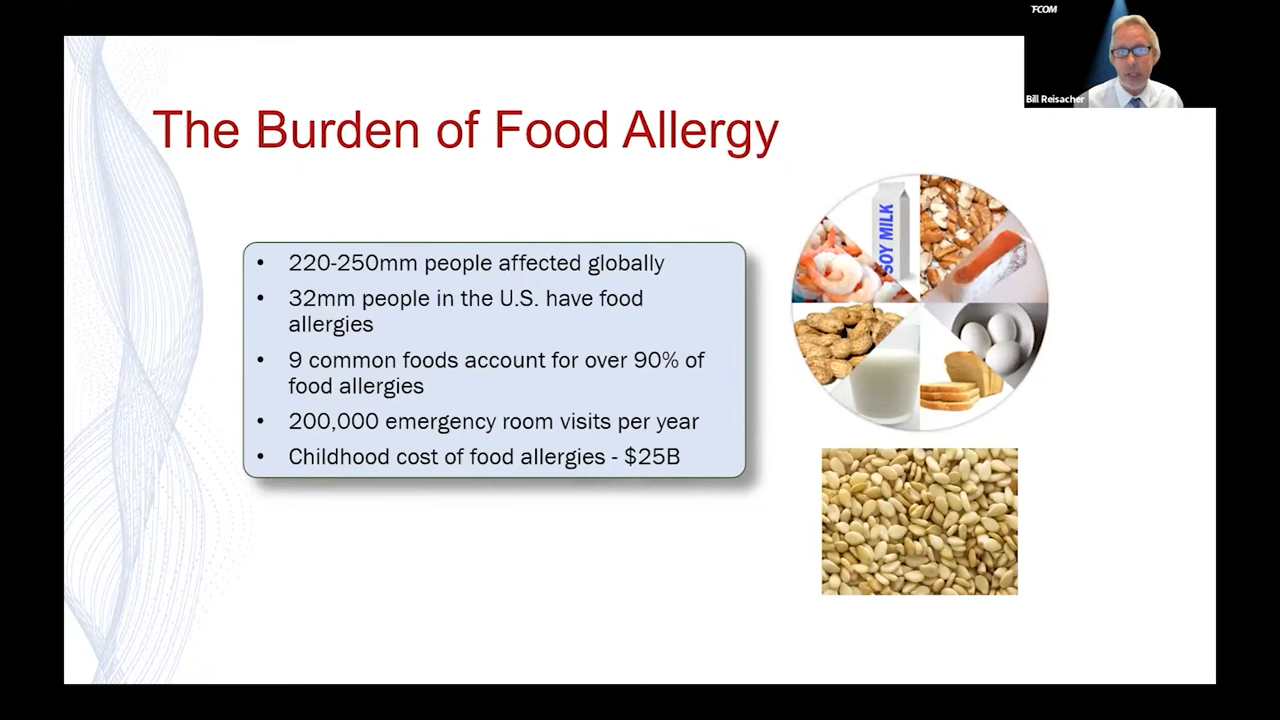 FCOM
Bill Reisacher
The Burden of Food Allergy
• 220-250mm people affected globally
• 32mm people in the U.S. have food
allergies
• 9 common foods account for over 90% of
food allergies
• 200,000 emergency room visits per year
• Childhood cost of food allergies - $25B
SOY MILK